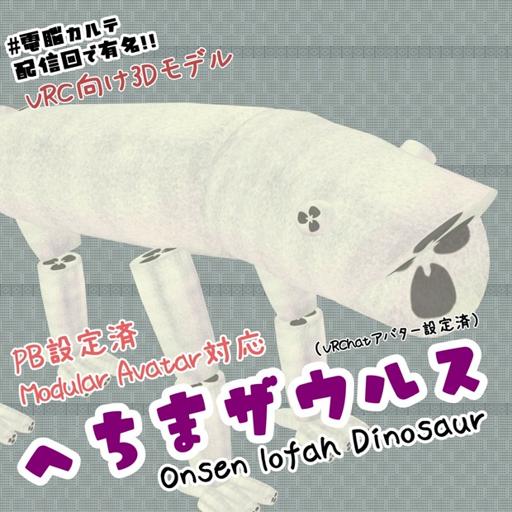 #電脳カルテ
配信回で有名!!
VRC向け3Dモデル
(VRChatアバター設定済)
PB設定済
Modular Avatar対応
へちまザウルス
Onsen lofah Dinosaur